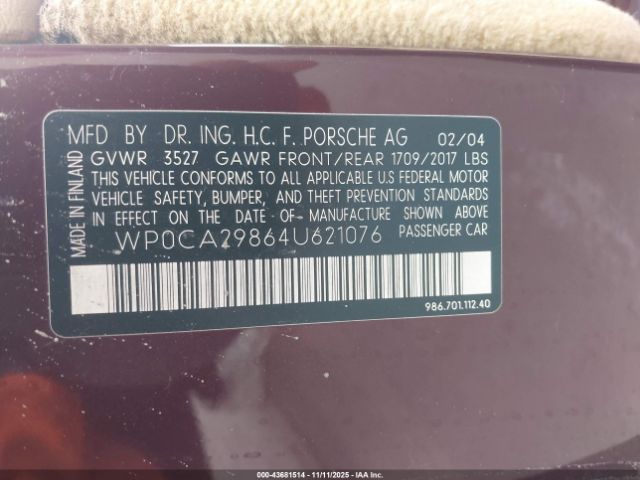 MFD BY DR. ING. H.C. F. PORSCHE AG 02/04
GVWR 3527 GAWR FRONT/REAR 1709/2017 LBS
THIS VEHICLE CONFORMS TO ALL APPLICABLE U.S FEDERAL MOTOR
VEHICLE SAFETY, BUMPER, AND THEFT PREVENTION STANDARDS
IN EFFECT ON THE DATE OF MANUFACTURE SHOWN ABOVE
WP0CA29864U621076 PASSENGER CAR
MADE IN FINLAND
986.701.112.40
000-43681514 - 11/11/2025 - IAAI.com